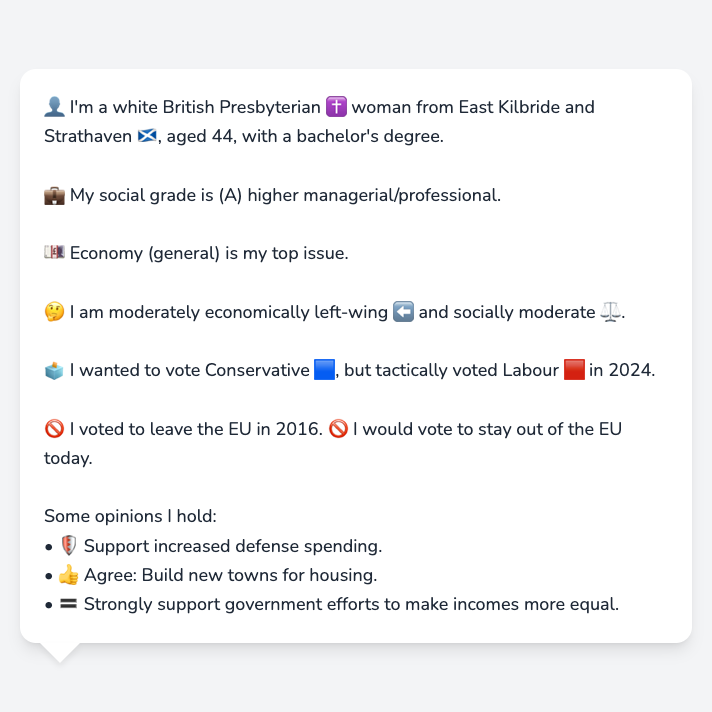 👤 I'm a white British Presbyterian ✝️ woman from East Kilbride and
Strathaven 🏴󠁧󠁢󠁳󠁣󠁴󠁿, aged 44, with a bachelor's degree.
💼 My social grade is (A) higher managerial/professional.
💷 Economy (general) is my top issue.
🤔 I am moderately economically left-wing ⬅️ and socially moderate ⚖️.
🗳️ I wanted to vote Conservative 🟦, but tactically voted Labour 🟥 in 2024.
🚫 I voted to leave the EU in 2016. 🚫 I would vote to stay out of the EU
today.
Some opinions I hold:
• 🛡️ Support increased defense spending.
• 👍 Agree: Build new towns for housing.
• 🟰 Strongly support government efforts to make incomes more equal.